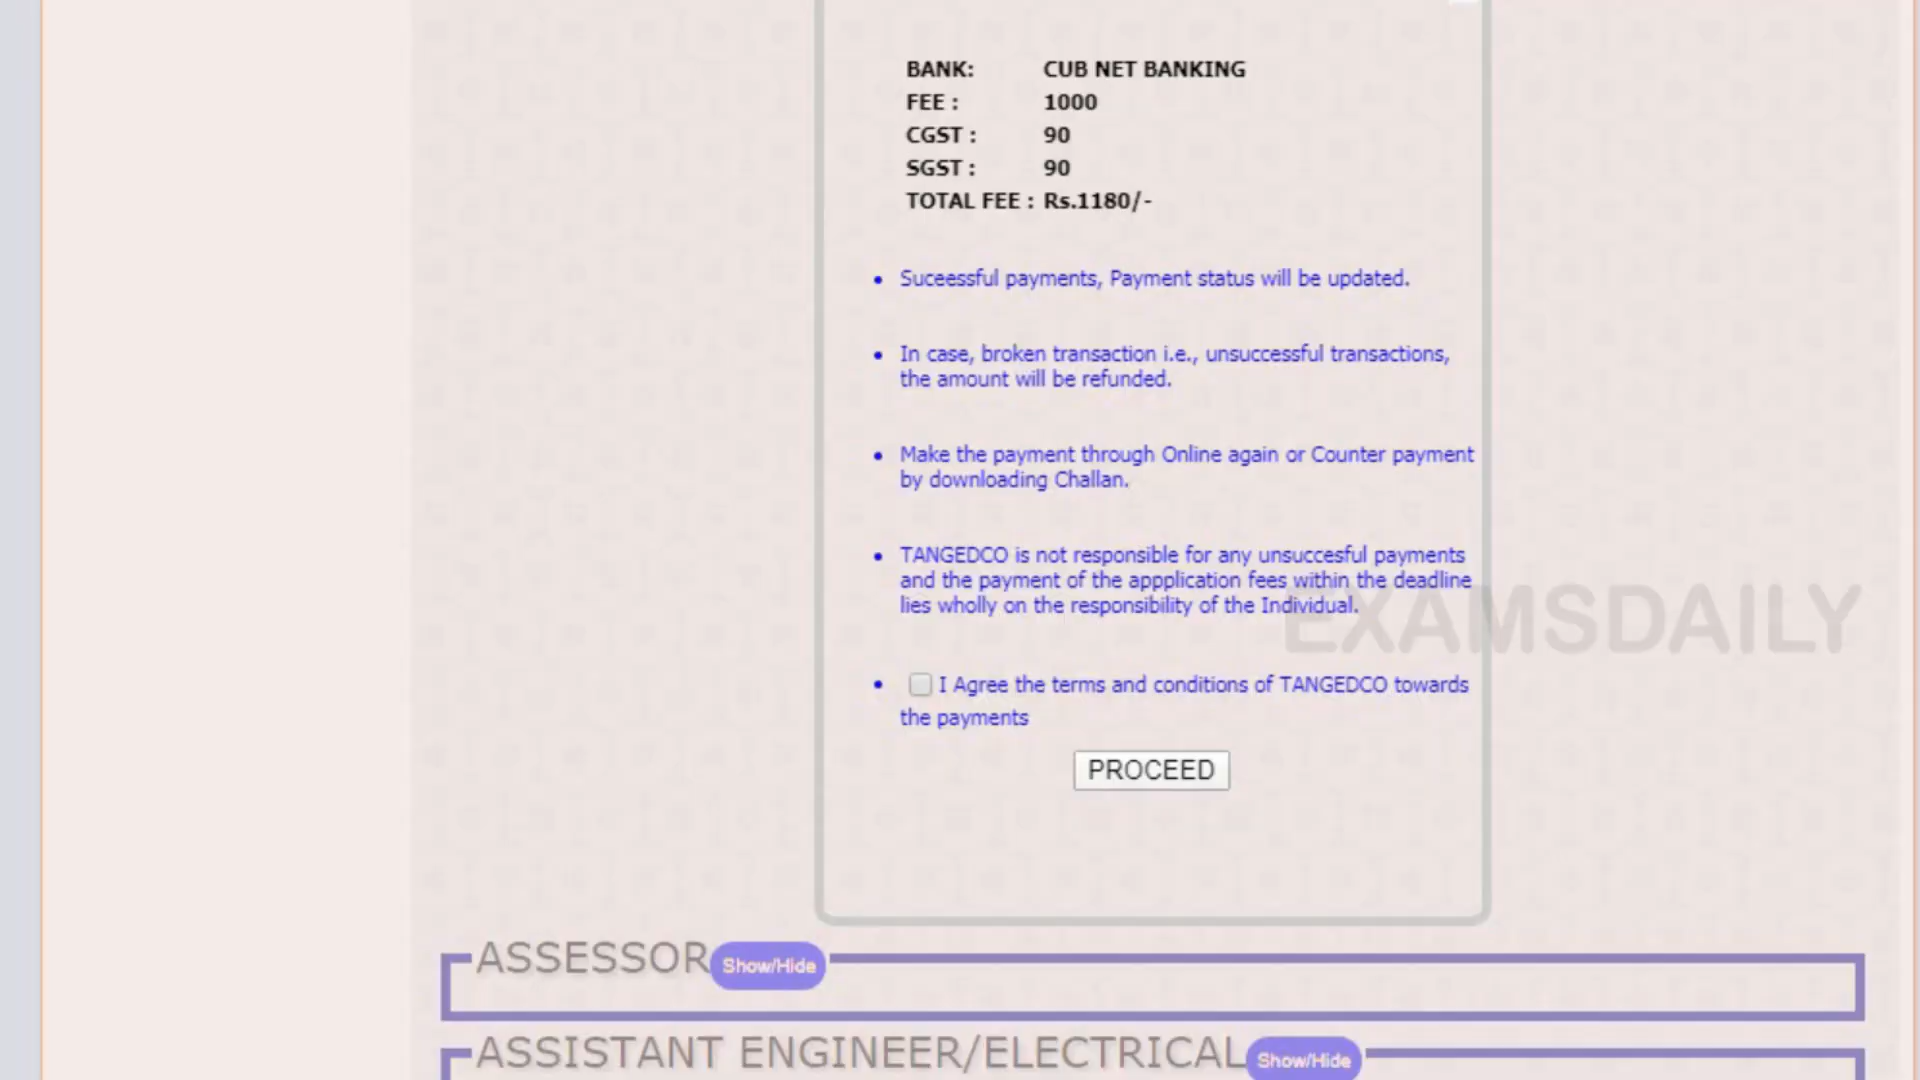 BANK: CUB NET BANKING
FEE : 1000
CGST : 90
SGST : 90
TOTAL FEE : Rs.1180/-
Suceessful payments, Payment status will be updated.
In case, broken transaction i.e., unsuccessful transactions,
the amount will be refunded.
Make the payment through Online again or Counter payment
by downloading Challan.
TANGEDCO is not responsible for any unsuccesful payments
and the payment of the appplication fees within the deadline
lies wholly on the responsibility of the Individual.
EXAMSDAILY
I Agree the terms and conditions of TANGEDCO towards
the payments
PROCEED
ASSESSOR Show/Hide
ASSISTANT ENGINEER/ELECTRICAL Show/Hide